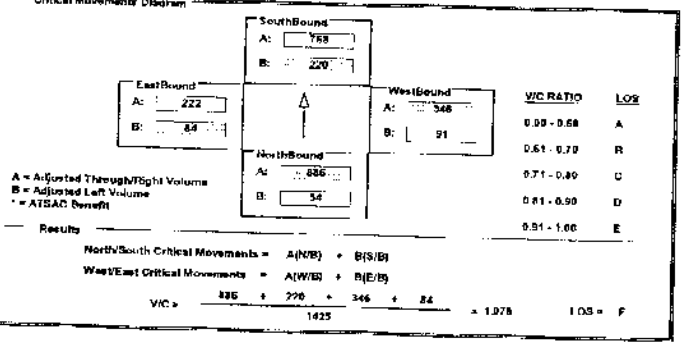 Critical Movements Diagram
SouthBound
A: 768
B: 220
EastBound
A: 222
B: 84
WestBound
A: 346
B: 91
NorthBound
A: 886
B: 54
V/C RATIO LOS
0.00 - 0.60 A
0.61 - 0.70 B
0.71 - 0.80 C
0.81 - 0.90 D
0.91 - 1.00 E
A = Adjusted Through/Right Volume
B = Adjusted Left Volume
* = ATSAC Benefit
Results
North/South Critical Movements = A(N/B) + B(S/B)
West/East Critical Movements = A(W/B) + B(E/B)
V/C = 886 + 220 + 346 + 84 = 1.078 LOS = F
1425